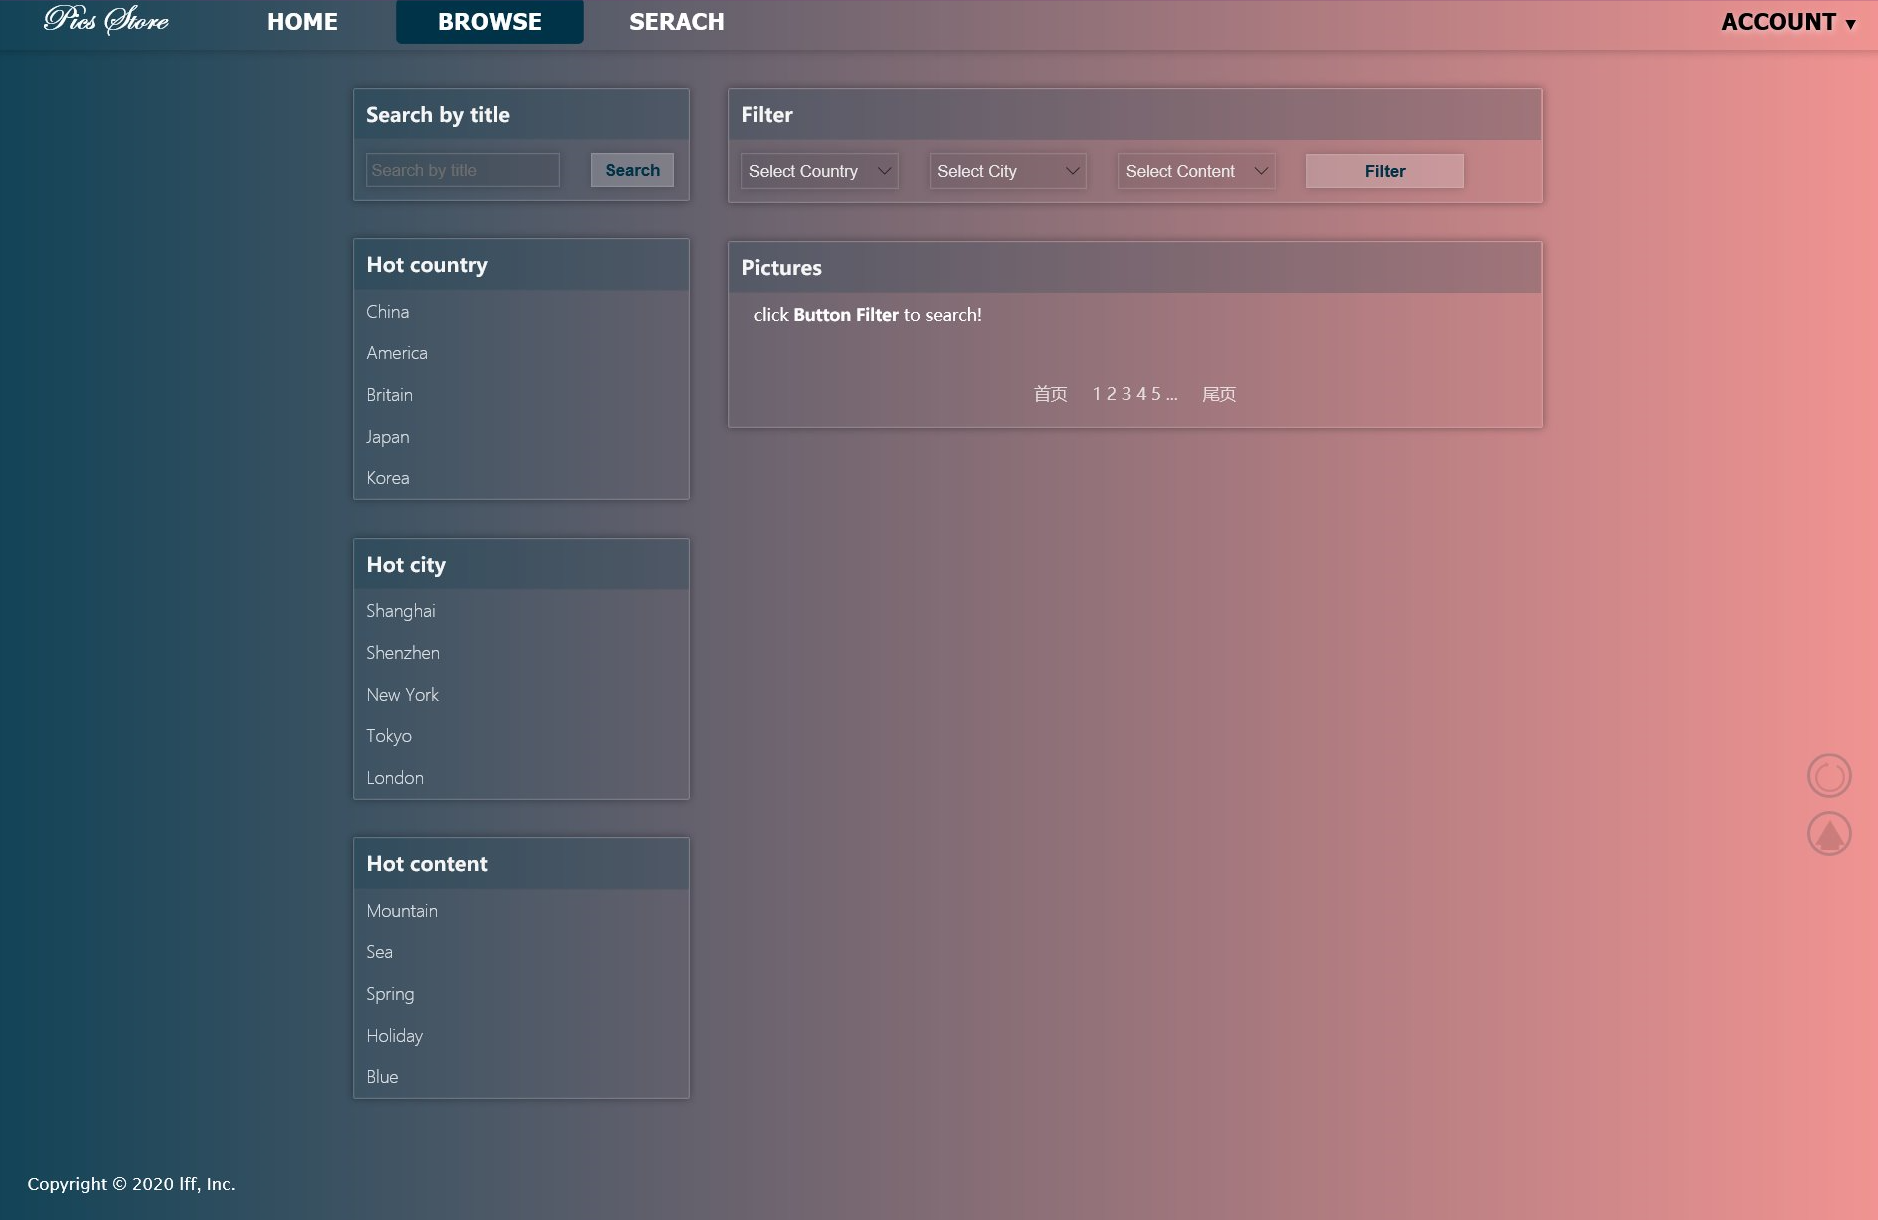 Pics Store HOME BROWSE SERACH ACCOUNT ▼
Search by title
Search by title Search
Filter
Select Country Select City Select Content Filter
Hot country
China
America
Britain
Japan
Korea
Pictures
click Button Filter to search!
首页 1 2 3 4 5 ... 尾页
Hot city
Shanghai
Shenzhen
New York
Tokyo
London
Hot content
Mountain
Sea
Spring
Holiday
Blue
Copyright © 2020 lff, Inc.